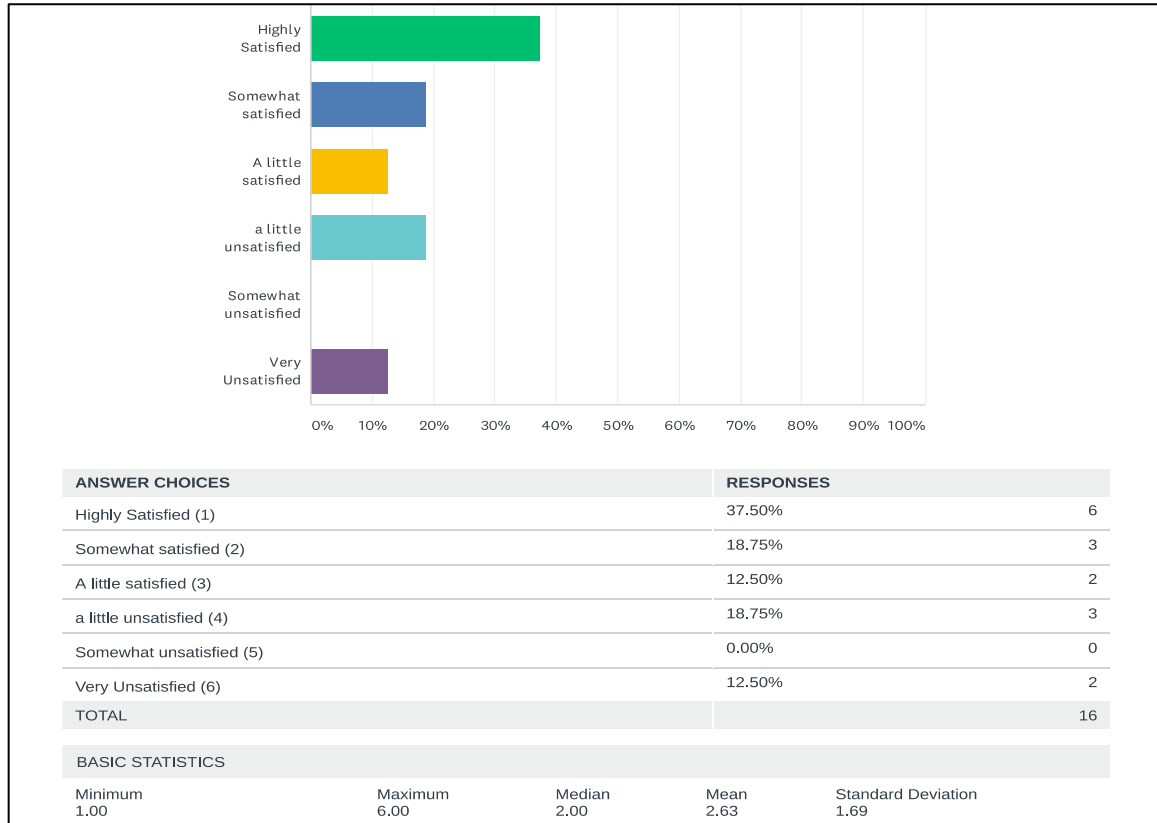 Highly
Satisfied
Somewhat
satisfied
A little
satisfied
a little
unsatisfied
Somewhat
unsatisfied
Very
Unsatisfied
0% 10% 20% 30% 40% 50% 60% 70% 80% 90% 100%
ANSWER CHOICES RESPONSES
Highly Satisfied (1) 37.50% 6
Somewhat satisfied (2) 18.75% 3
A little satisfied (3) 12.50% 2
a little unsatisfied (4) 18.75% 3
Somewhat unsatisfied (5) 0.00% 0
Very Unsatisfied (6) 12.50% 2
TOTAL 16
BASIC STATISTICS
Minimum Maximum Median Mean Standard Deviation
1.00 6.00 2.00 2.63 1.69